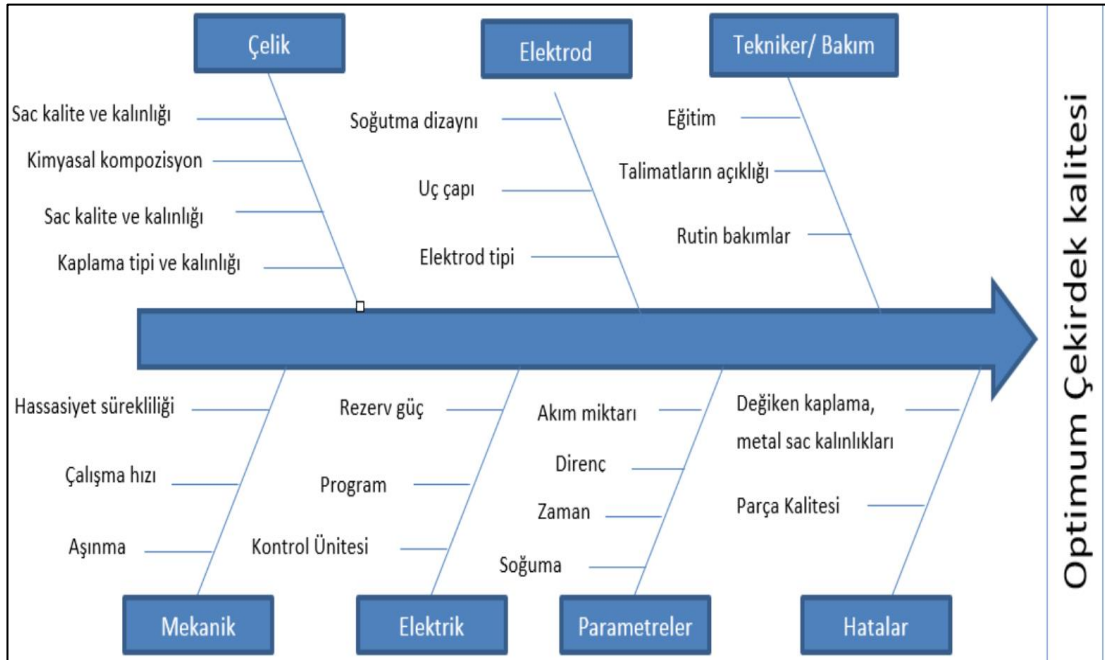 Çelik
Elektrod
Tekniker/ Bakım
Sac kalite ve kalınlığı
Kimyasal kompozisyon
Sac kalite ve kalınlığı
Kaplama tipi ve kalınlığı
Soğutma dizaynı
Uç çapı
Elektrod tipi
Eğitim
Talimatların açıklığı
Rutin bakımlar
Hassasiyet sürekliliği
Çalışma hızı
Aşınma
Rezerv güç
Program
Kontrol Ünitesi
Akım miktarı
Direnc
Zaman
Soğuma
Değiken kaplama,
metal sac kalınlıkları
Parça Kalitesi
Mekanik
Elektrik
Parametreler
Hatalar
Optimum Çekirdek kalitesi